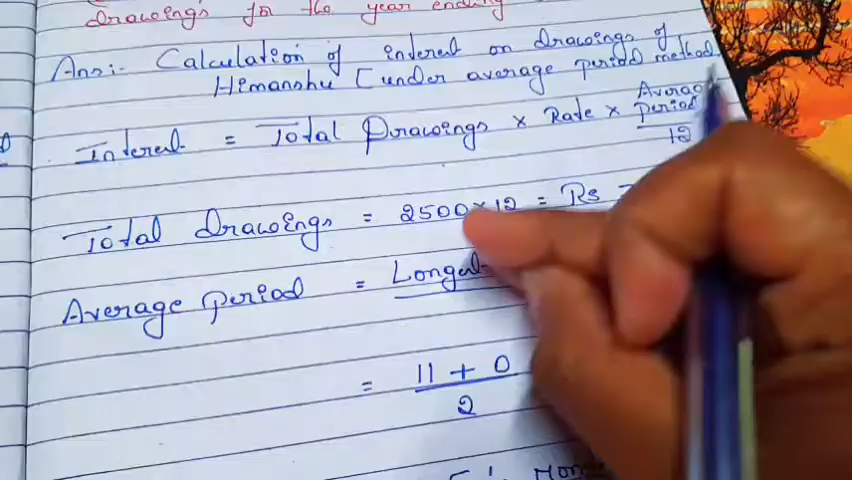 drawings for the year ending
Ans:- Calculation of interest on drawings of
Himanshu [under average period method
Interest = Total Drawings × Rate × Average period
12
Total drawings = 2500×12 = Rs
Average period = Longest
= 11 + 0
2